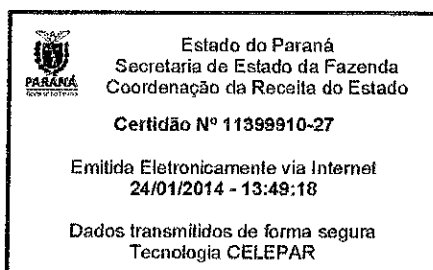 Estado do Paraná
Secretaria de Estado da Fazenda
Coordenação da Receita do Estado
PARANÁ
Certidão Nº 11399910-27
Emitida Eletronicamente via Internet
24/01/2014 - 13:49:18
Dados transmitidos de forma segura
Tecnologia CELEPAR